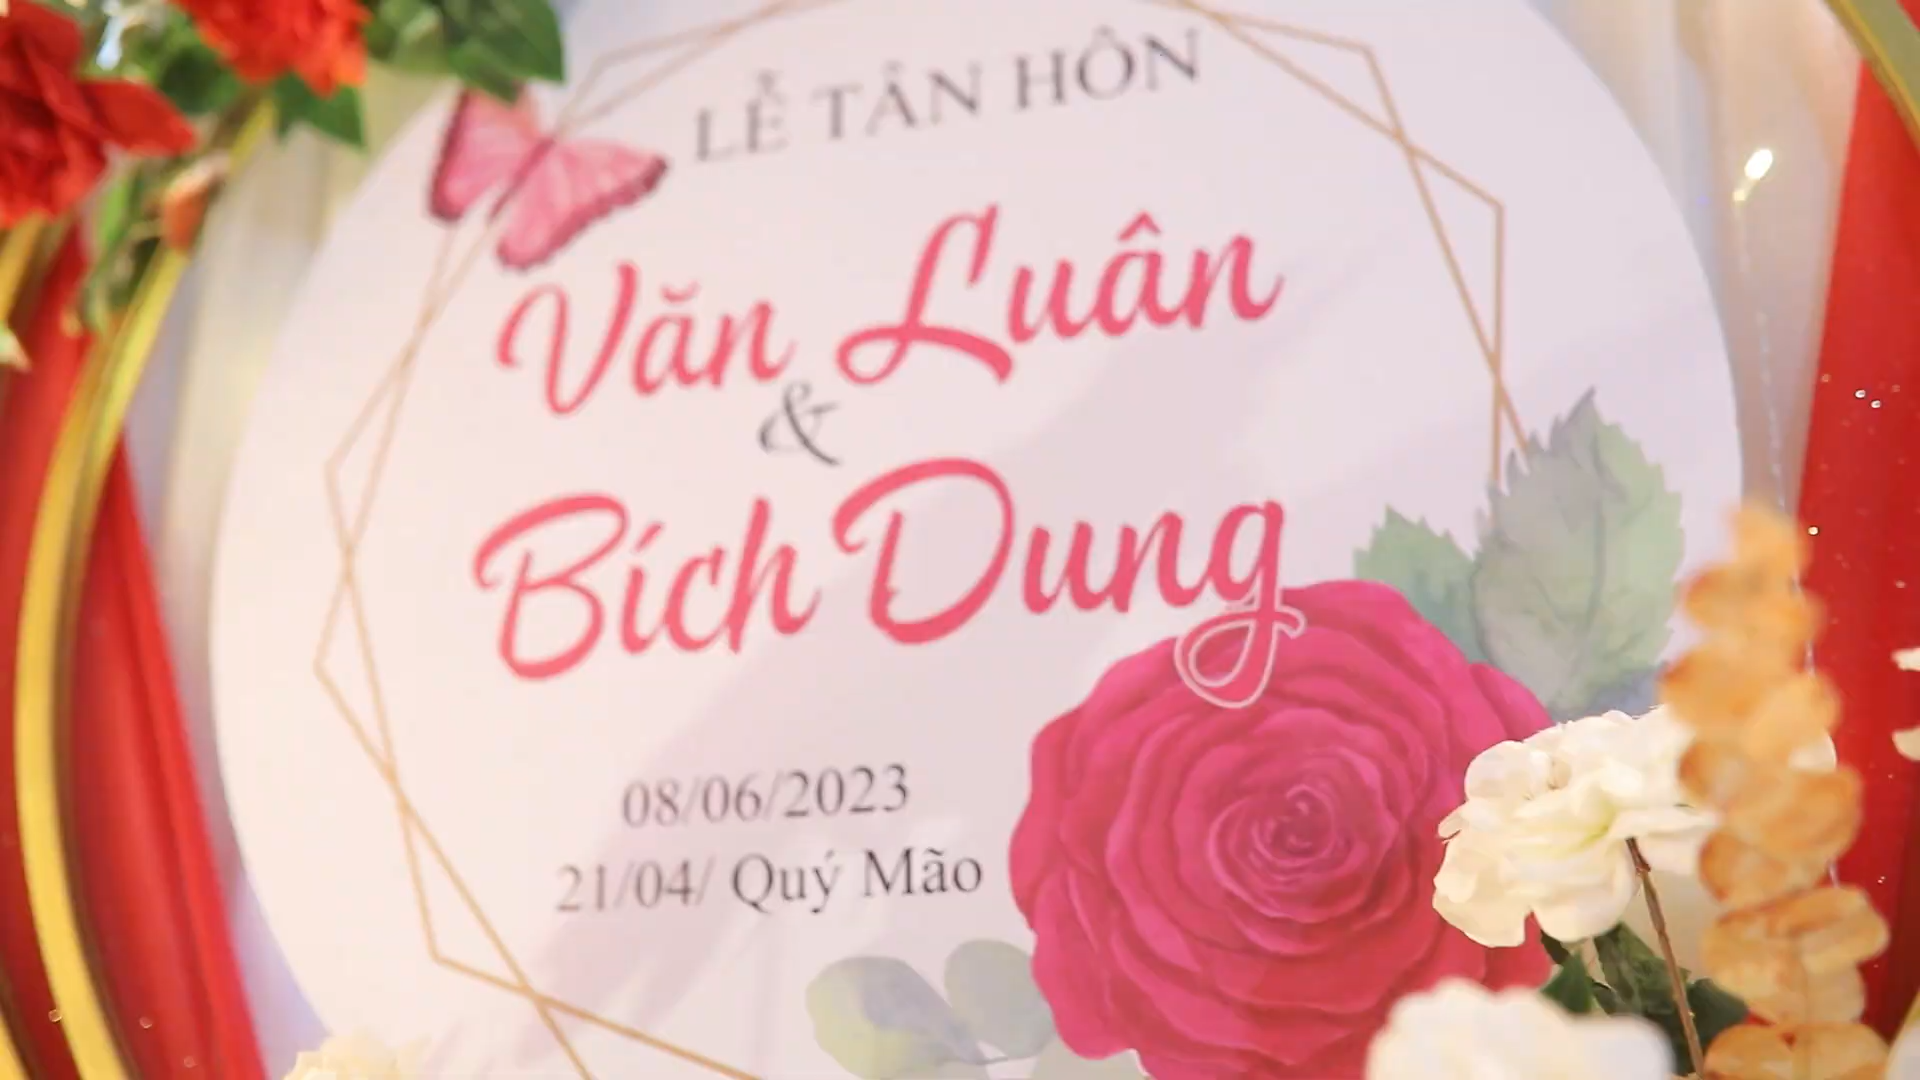 LỄ TÂN HÔN
Văn Luân
&
Bích Dung
08/06/2023
21/04/ Quý Mão